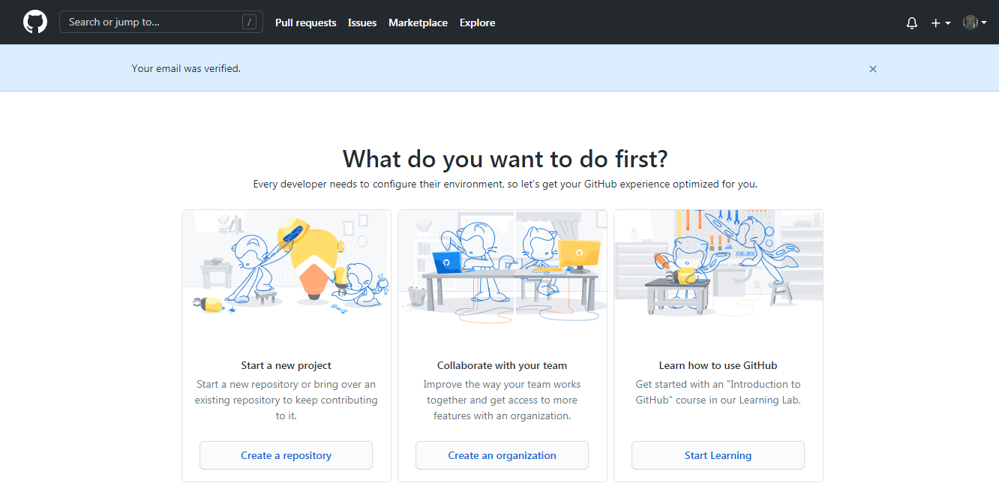 Search or jump to... /
Pull requests Issues Marketplace Explore
Your email was verified.
What do you want to do first?
Every developer needs to configure their environment, so let's get your GitHub experience optimized for you.
Start a new project
Start a new repository or bring over an
existing repository to keep contributing
to it.
Create a repository
Collaborate with your team
Improve the way your team works
together and get access to more
features with an organization.
Create an organization
Learn how to use GitHub
Get started with an "Introduction to
GitHub" course in our Learning Lab.
Start Learning